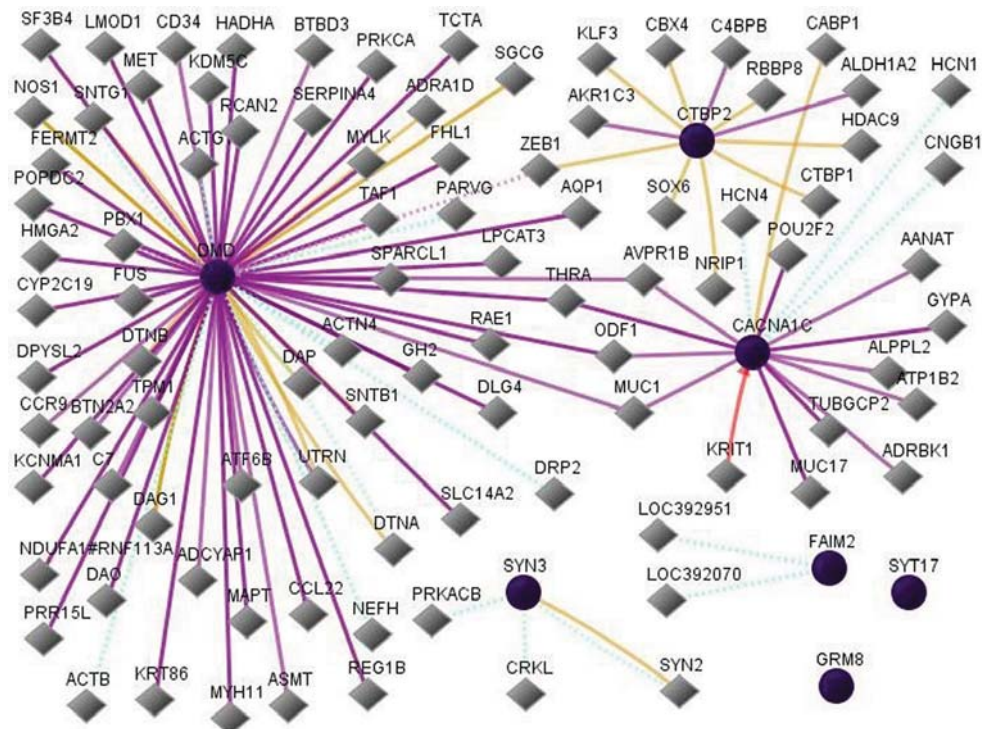 SF3B4
LMOD1
CD34
HADHA
BTBD3
TCTA
PRKCA
SGCG
MET
KDM5C
NOS1
SNTG1
RCAN2
SERPINA4
ADRA1D
FERMT2
ACTG
MYLK
FHL1
POPDC2
TAF1
PARVG
PBX1
DMD
AQP1
HMGA2
SPARCL1
LPCAT3
THRA
CYP2C19
FUS
DTNB
ACTN4
RAE1
DPYSL2
DAP
GH2
TPM1
DLG4
CCR9
BTN2A2
SNTB1
KCNMA1
C7
ATF6B
UTRN
DRP2
DAG1
SLC14A2
DTNA
NDUFA1#RNF113A
ADCYAP1
DAO
PRR15L
MAPT
CCL22
NEFH
ACTB
KRT86
MYH11
ASMT
REG1B
KLF3
CBX4
C4BPB
CABP1
RBBP8
ALDH1A2
HCN1
AKR1C3
CTBP2
HDAC9
CNGB1
ZEB1
SOX6
HCN4
CTBP1
POU2F2
AVPR1B
NRIP1
AANAT
CACNA1C
GYPA
ODF1
ALPPL2
ATP1B2
MUC1
TUBGCP2
KRIT1
MUC17
ADRBK1
LOC392951
FAIM2
SYT17
LOC392070
SYN3
PRKACB
CRKL
SYN2
GRM8